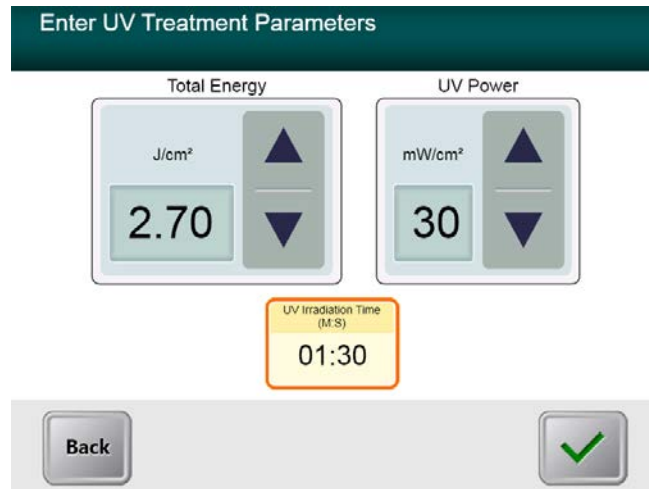 Enter UV Treatment Parameters
Total Energy
UV Power
J/cm²
mW/cm²
2.70
30
UV Irradiation Time
(M:S)
01:30
Back